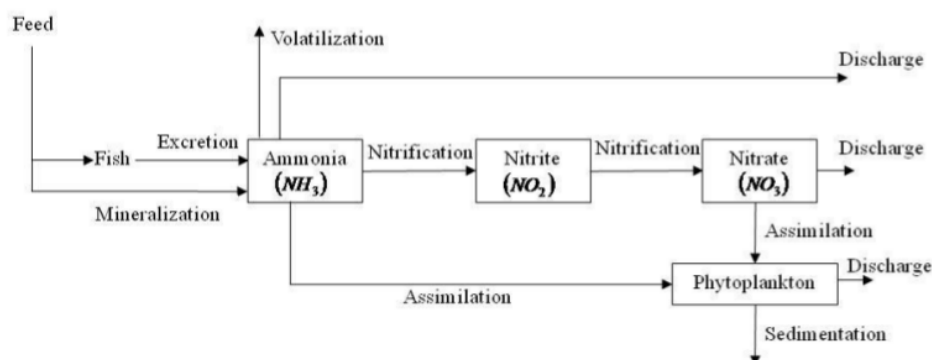 Feed
Volatilization
Discharge
Fish
Excretion
Ammonia
(NH3)
Nitrification
Nitrite
(NO2)
Nitrification
Nitrate
(NO3)
Discharge
Mineralization
Assimilation
Assimilation
Phytoplankton
Discharge
Sedimentation